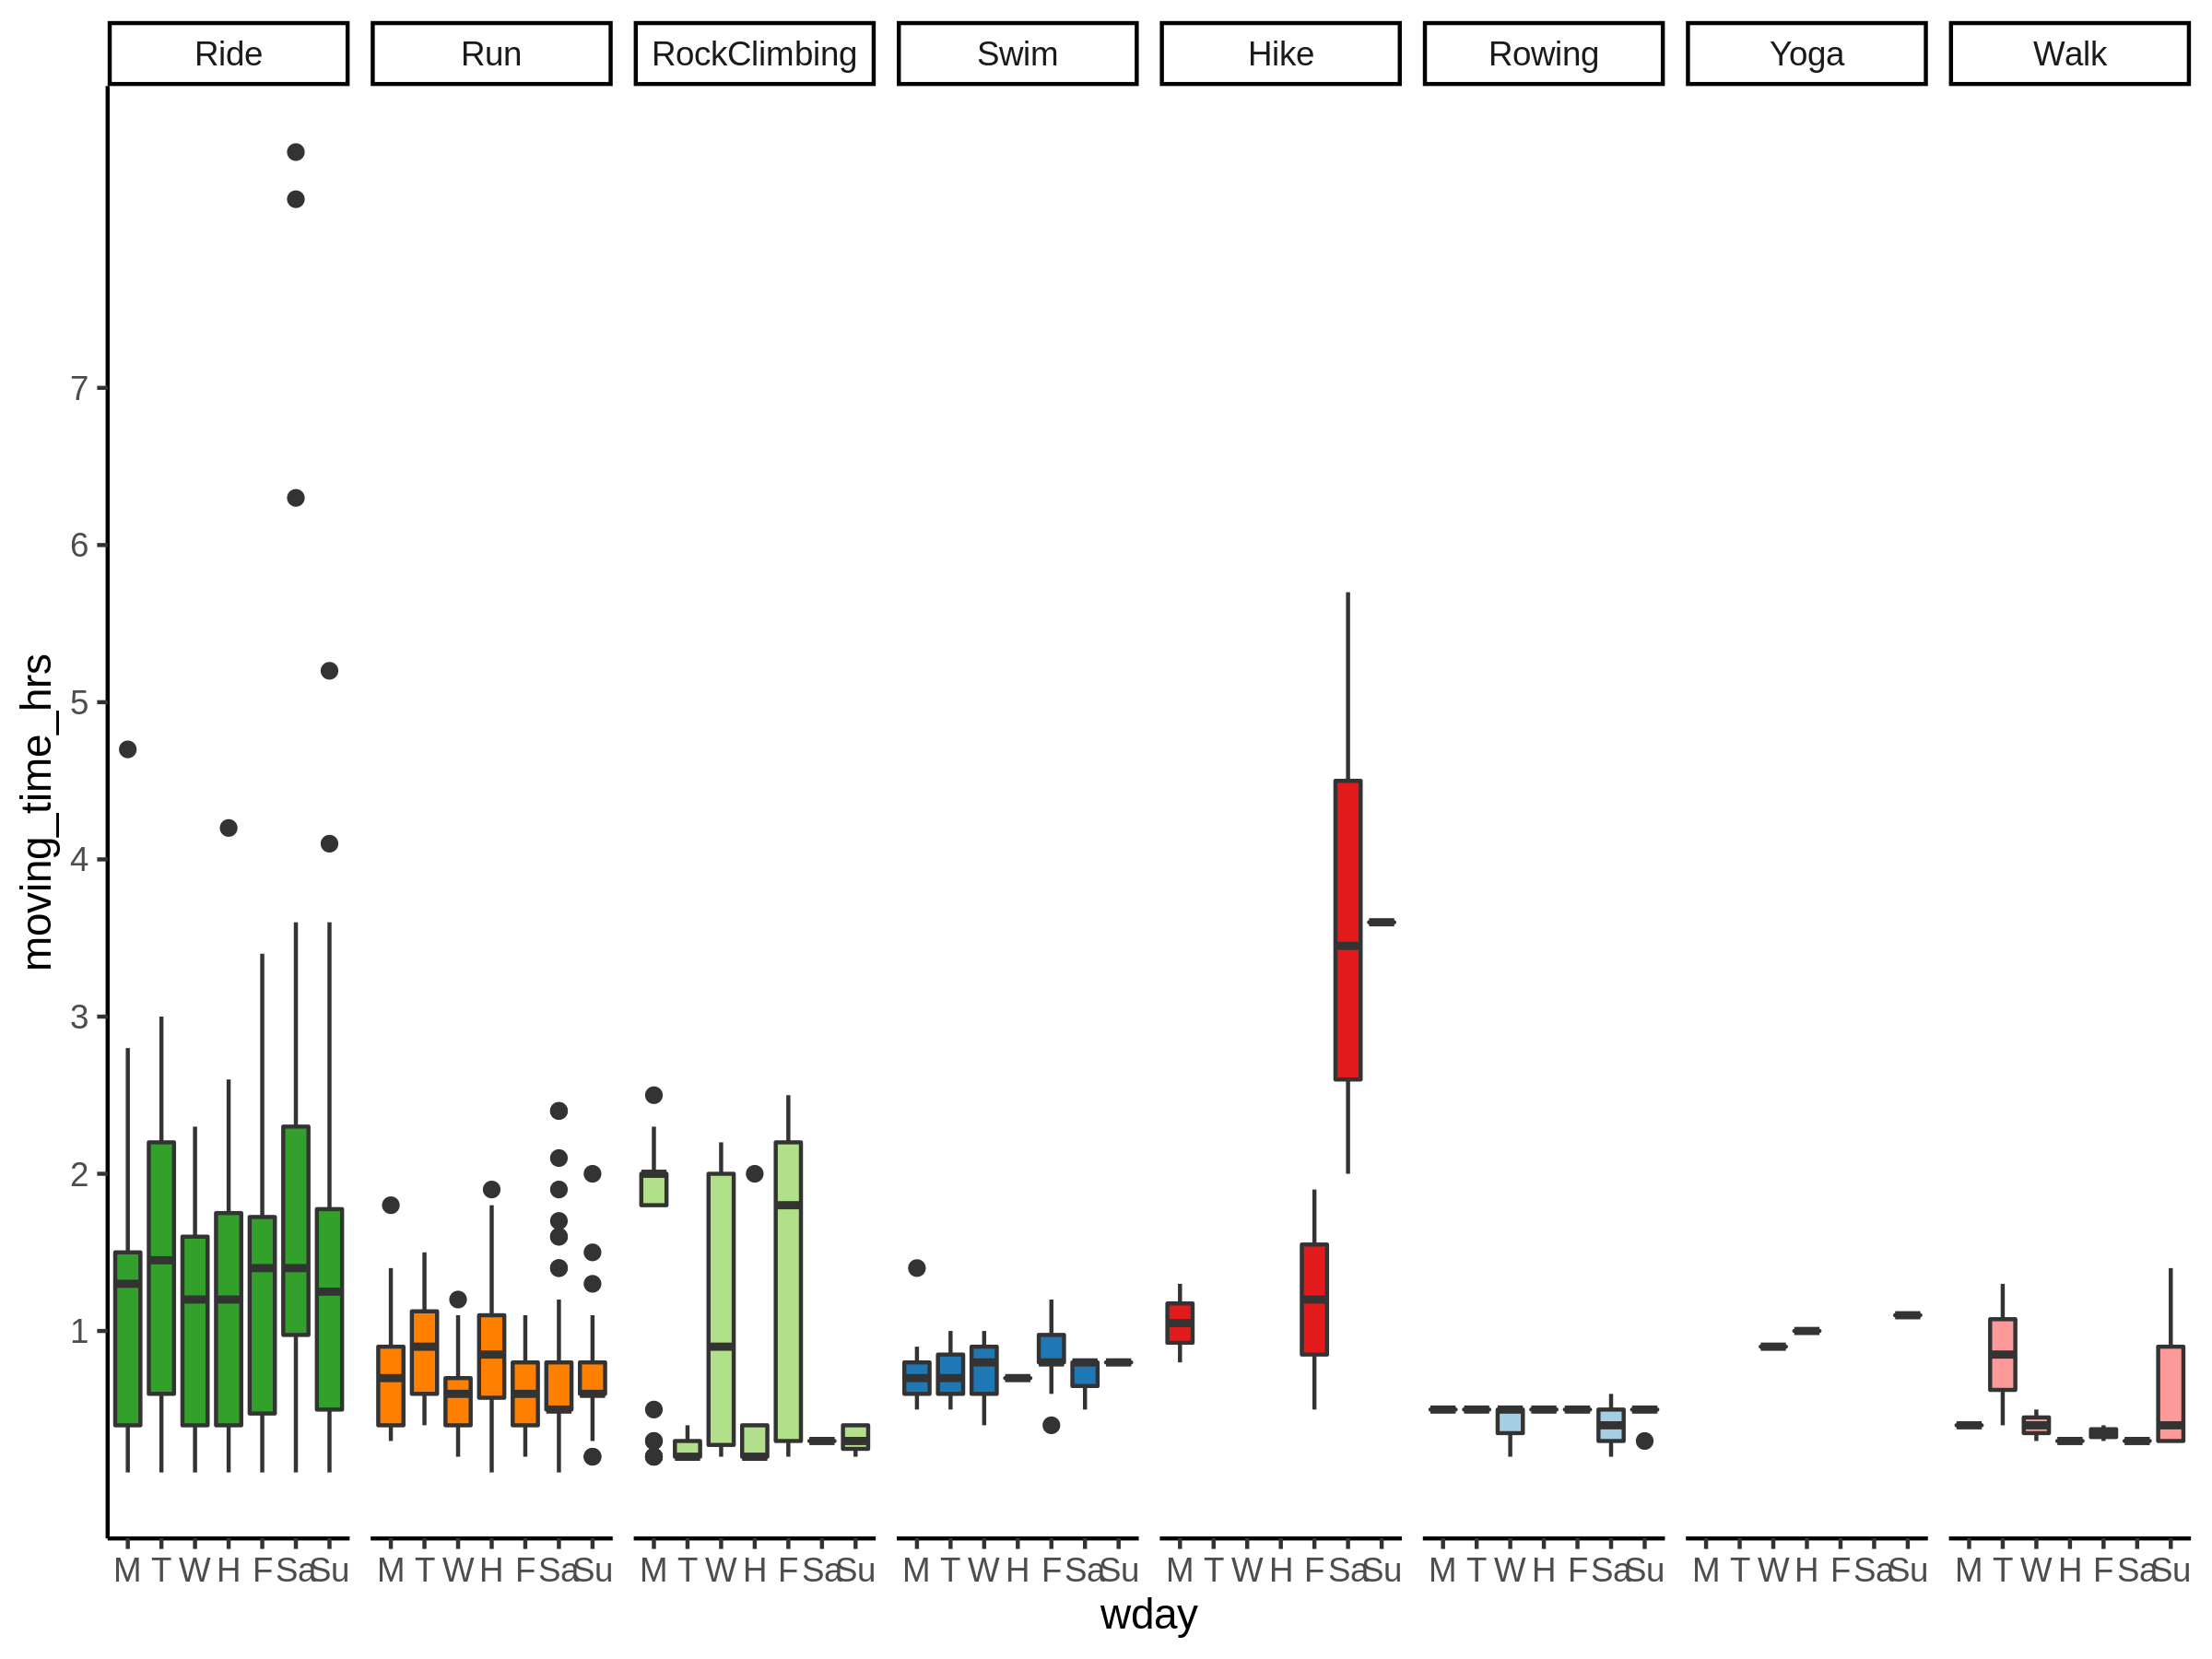 Ride Run RockClimbing Swim Hike Rowing Yoga Walk
7
6
5
4
3
2
1
moving_time_hrs
M T W H F Sa Su M T W H F Sa Su M T W H F Sa Su M T W H F Sa Su M T W H F Sa Su M T W H F Sa Su M T W H F Sa Su M T W H F Sa Su
wday